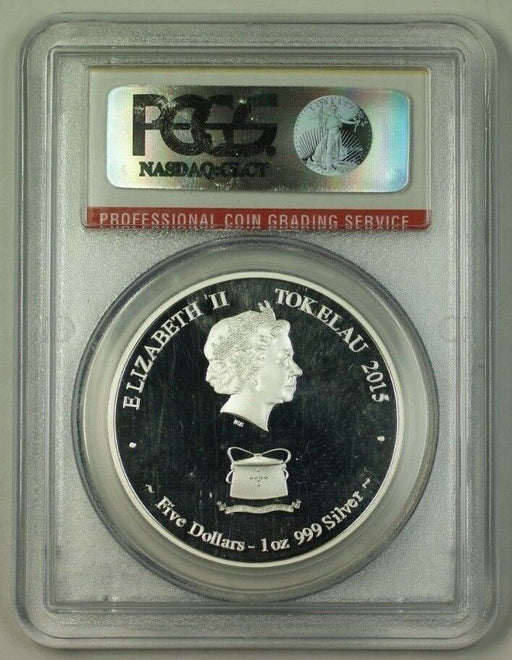 PCGS
NASDAQ:CLCT
PROFESSIONAL COIN GRADING SERVICE
ELIZABETH II TOKELAU 2015
~ Five Dollars - 1 oz 999 Silver ~